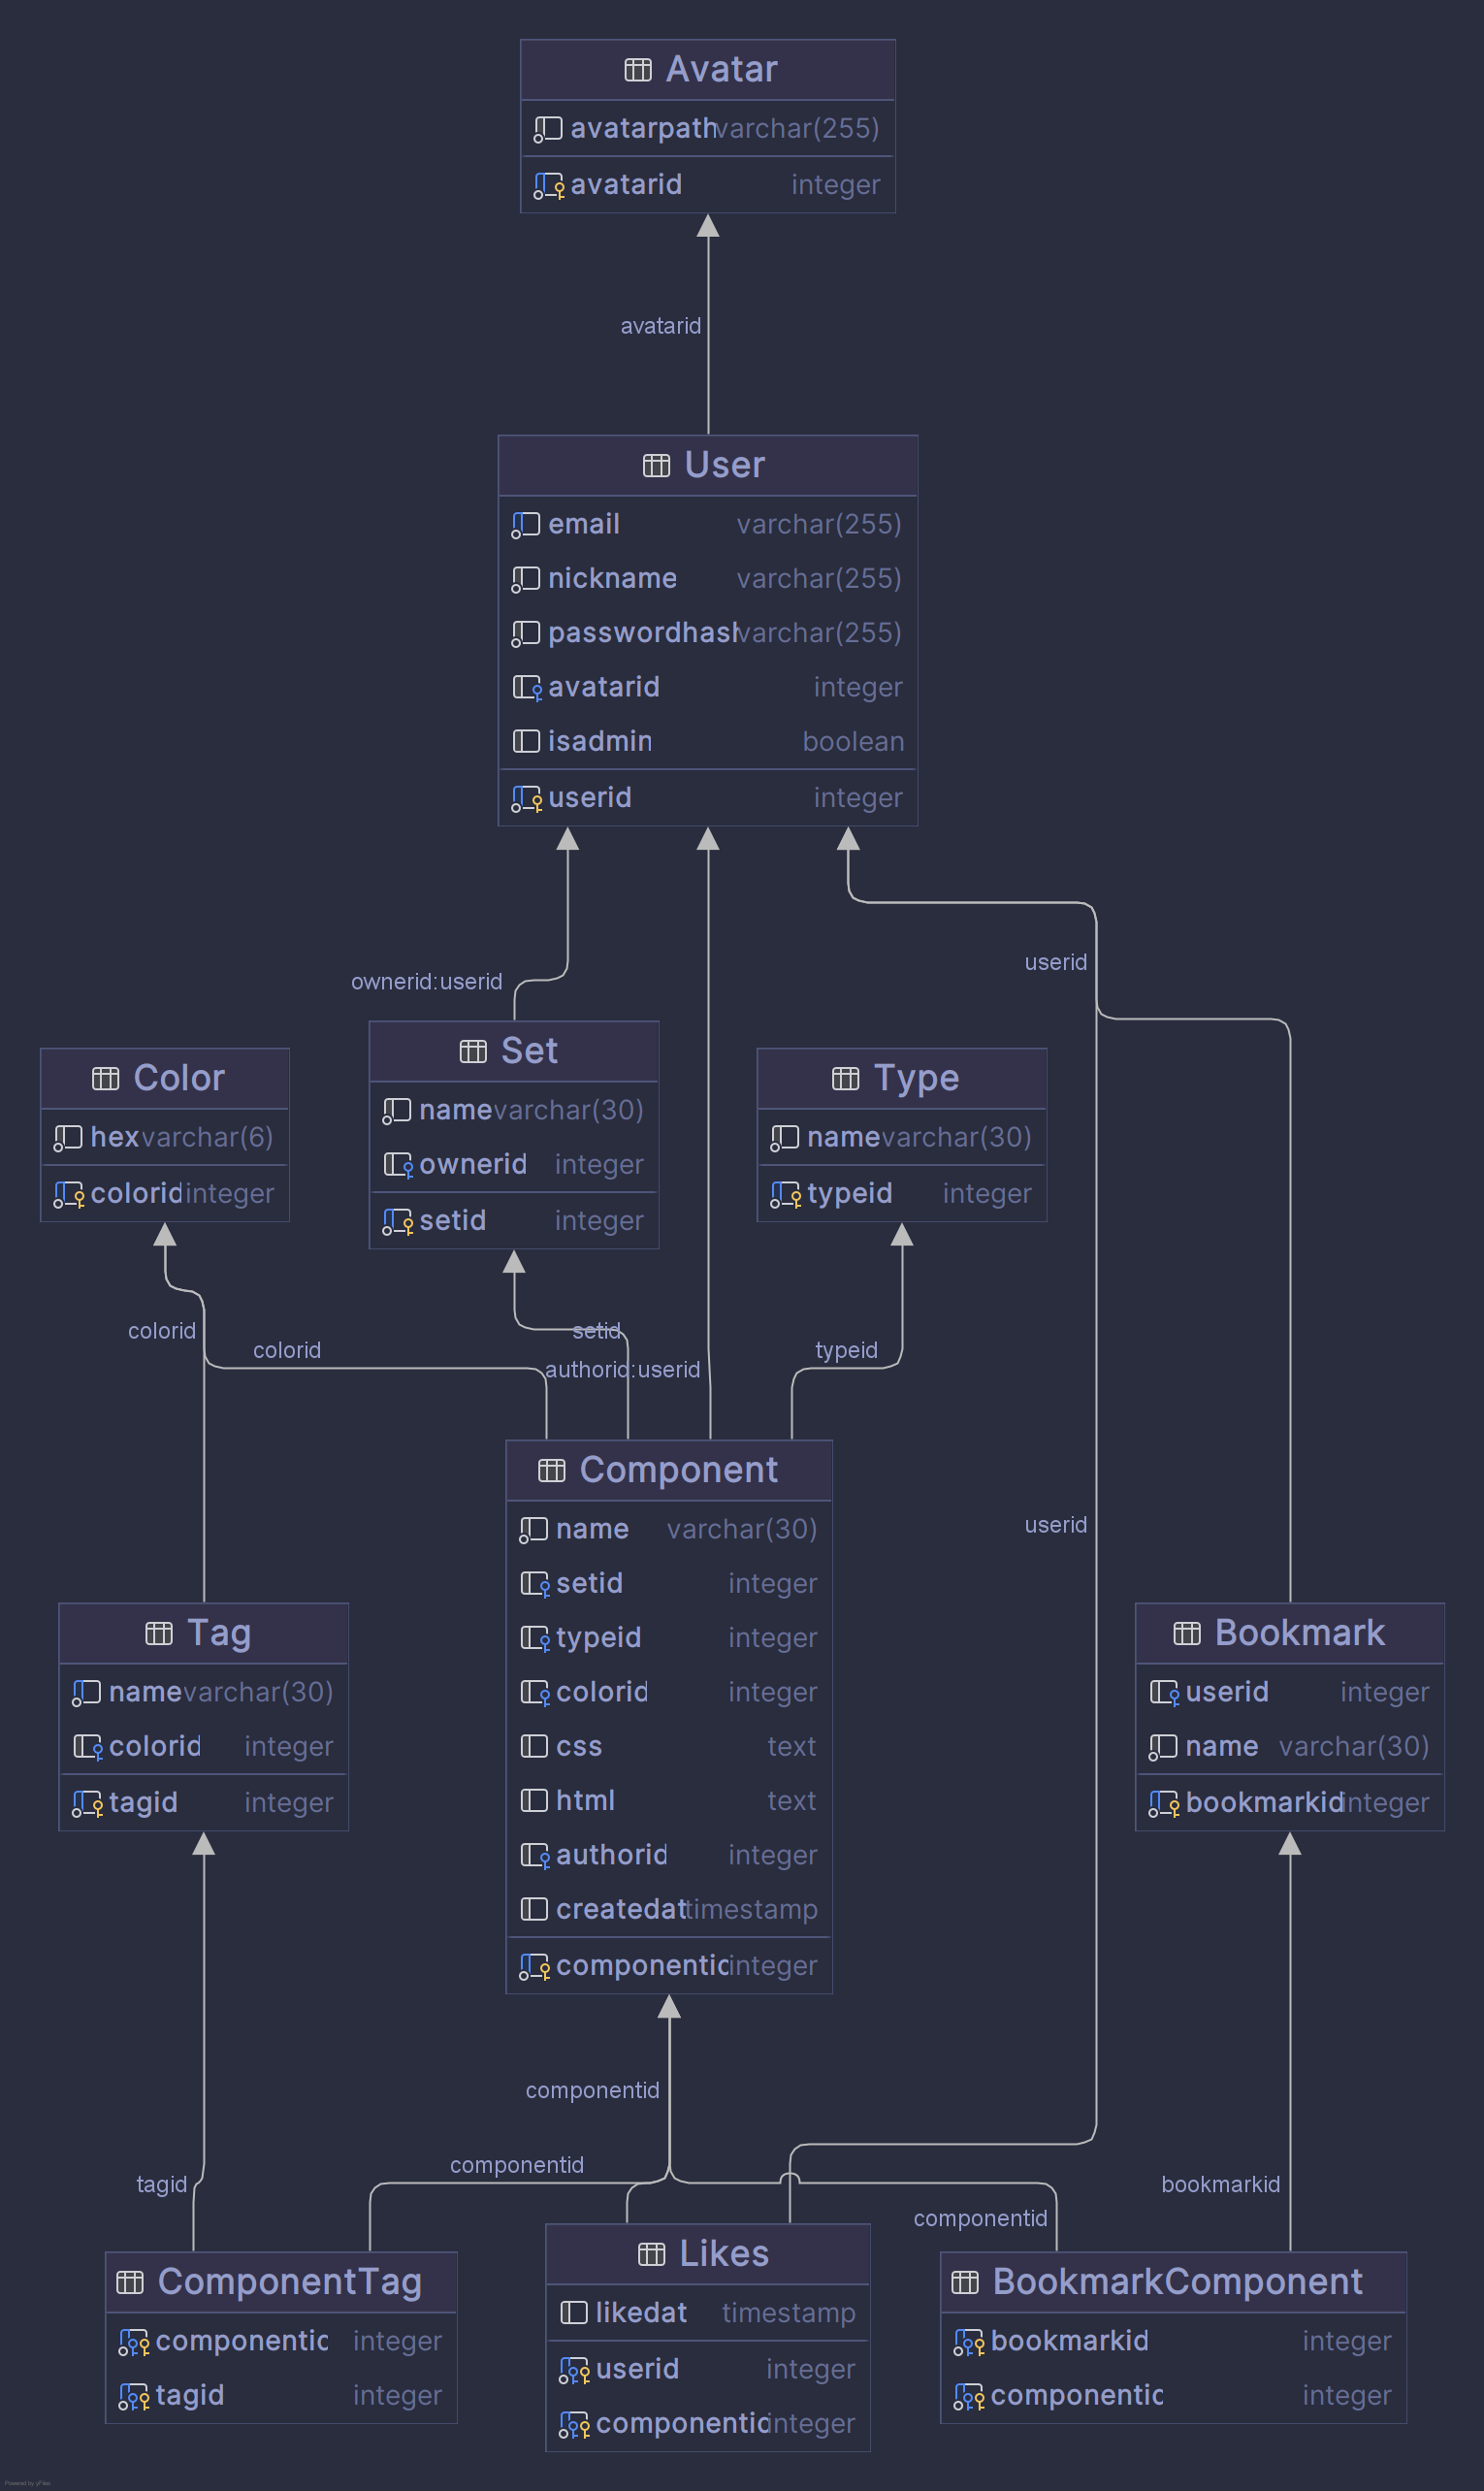 Avatar
avatarpath varchar(255)
avatarid integer
avatarid
User
email varchar(255)
nickname varchar(255)
passwordhash varchar(255)
avatarid integer
isadmin boolean
userid integer
userid
ownerid:userid
Set
name varchar(30)
ownerid integer
setid integer
Color
hex varchar(6)
colorid integer
Type
name varchar(30)
typeid integer
colorid
setid
colorid
typeid
authorid:userid
Component
name varchar(30)
setid integer
typeid integer
colorid integer
css text
html text
authorid integer
createdat timestamp
componentid integer
userid
Tag
name varchar(30)
colorid integer
tagid integer
Bookmark
userid integer
name varchar(30)
bookmarkid integer
componentid
componentid
tagid
bookmarkid
componentid
ComponentTag
componentid integer
tagid integer
Likes
likedat timestamp
userid integer
componentid integer
BookmarkComponent
bookmarkid integer
componentid integer
Powered by yFiles